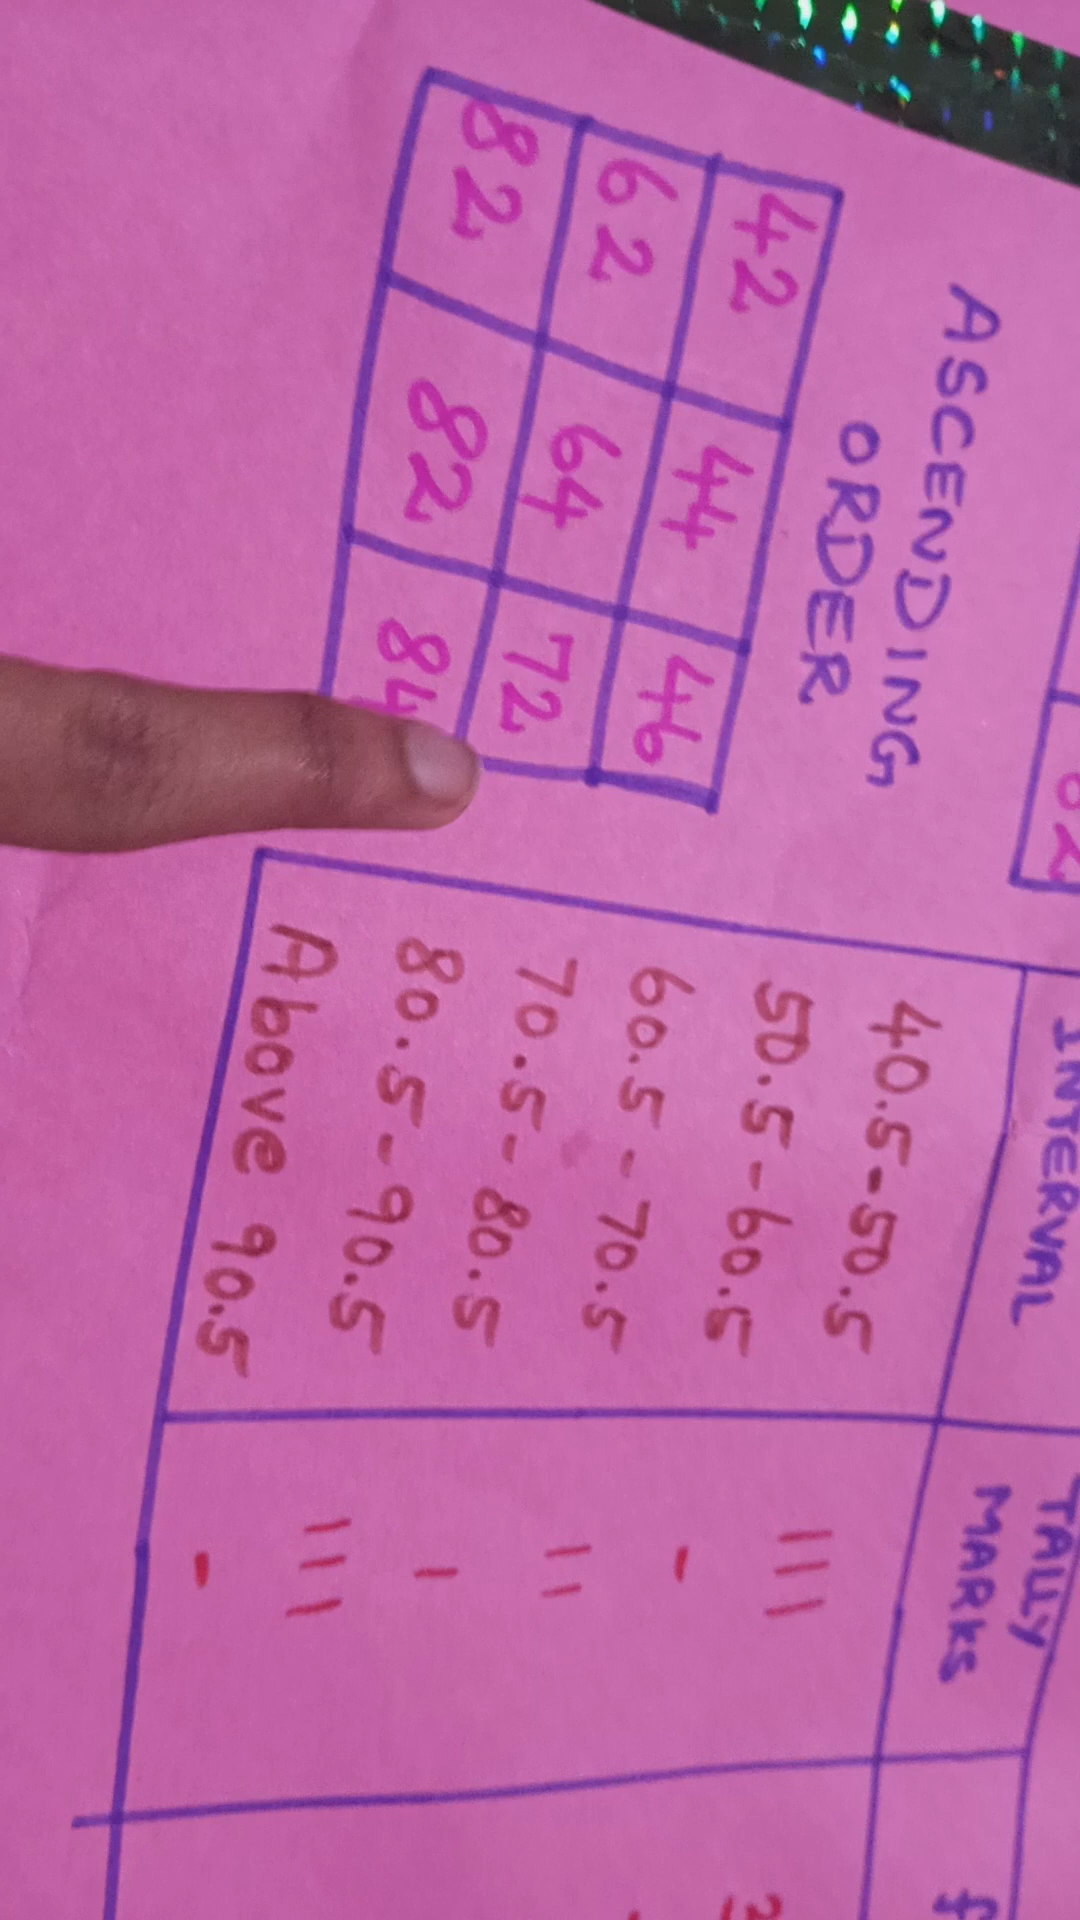 62
ASCENDING
ORDER
42 44 46
62 64 72
82 82 84
INTERVAL TALLY MARKS f
40.5-50.5 III
50.5-60.5 -
60.5-70.5 II
70.5-80.5 I
80.5-90.5 III
Above 90.5 -